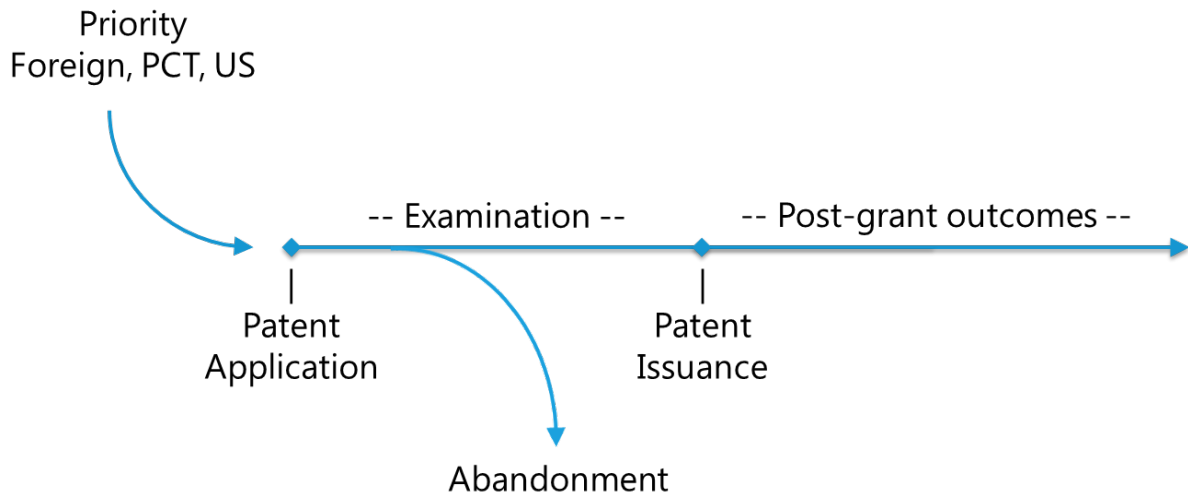 Priority
Foreign, PCT, US
-- Examination --
-- Post-grant outcomes --
Patent
Application
Patent
Issuance
Abandonment